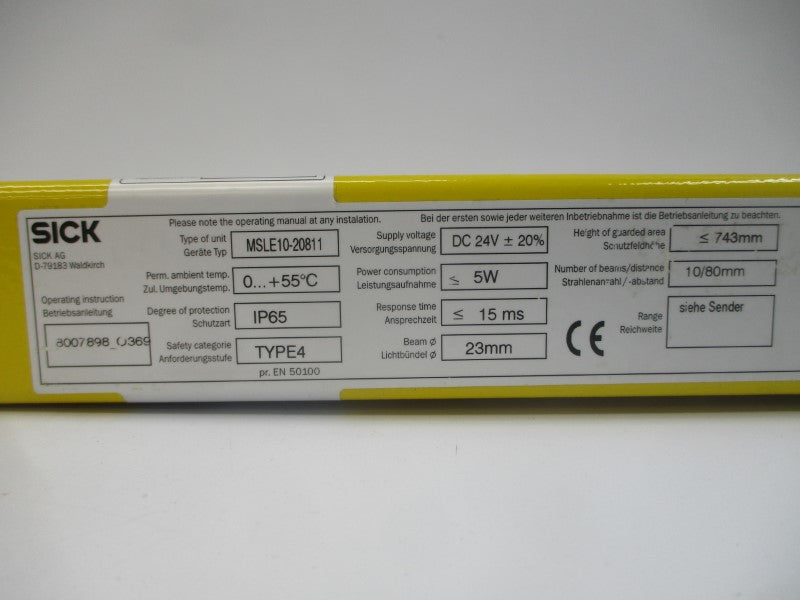 Please note the operating manual at any instalation.
Bei der ersten sowie jeder weiteren Inbetriebnahme ist die Betriebsanleitung zu beachten.
SICK
SICK AG
D-79183 Waldkirch
Operating instruction
Betriebsanleitung
8007898_0369
Type of unit
Geräte Typ
MSLE10-20811
Perm. ambient temp.
Zul. Umgebungstemp.
0...+55°C
Degree of protection
Schutzart
IP65
Safety categorie
Anforderungsstufe
TYPE4
pr. EN 50100
Supply voltage
Versorgungsspannung
DC 24V ± 20%
Power consumption
Leistungsaufnahme
≤ 5W
Response time
Ansprechzeit
≤ 15 ms
Beam ø
Lichtbündel ø
23mm
Height of guarded area
Schutzfeldhöhe
≤ 743mm
Number of beams/distance
Strahlenanzahl/-abstand
10/80mm
CE
Range
Reichweite
siehe Sender